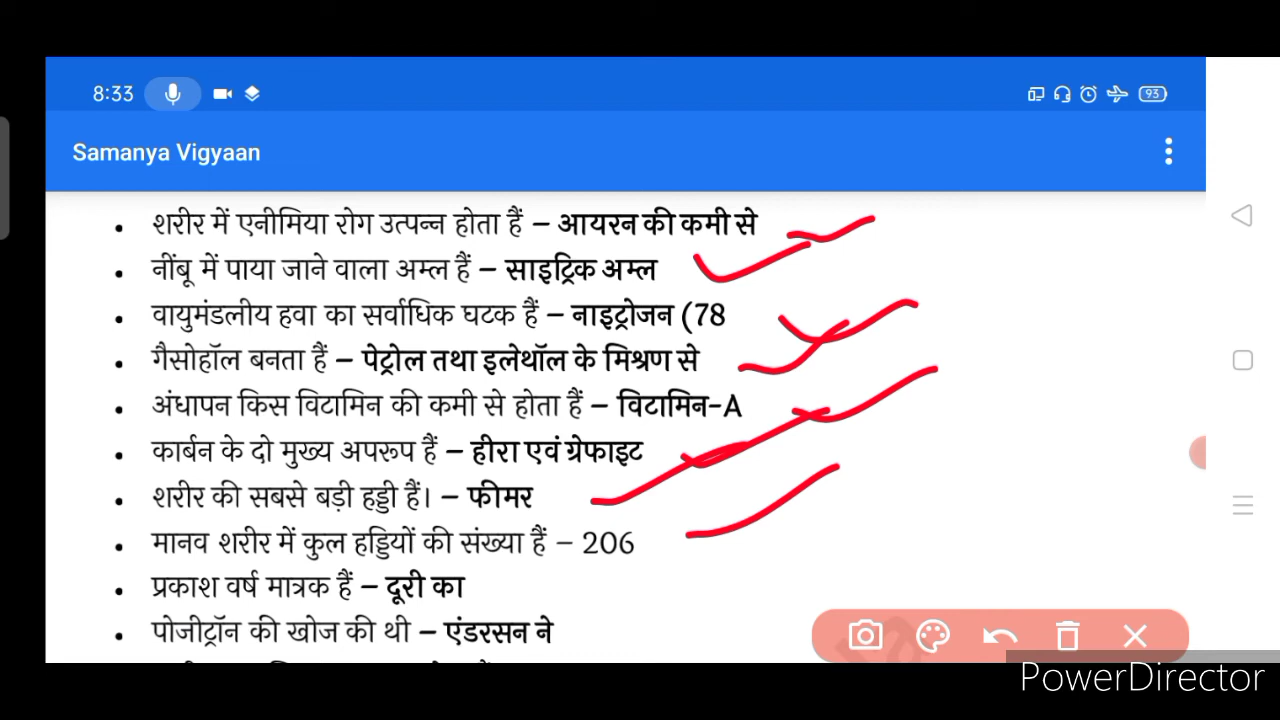 8:33
93
Samanya Vigyaan
• शरीर में एनीमिया रोग उत्पन्न होता हैं – आयरन की कमी से
• नींबू में पाया जाने वाला अम्ल हैं – साइट्रिक अम्ल
• वायुमंडलीय हवा का सर्वाधिक घटक हैं – नाइट्रोजन (78
• गैसोहॉल बनता हैं – पेट्रोल तथा इलेथॉल के मिश्रण से
• अंधापन किस विटामिन की कमी से होता हैं – विटामिन-A
• कार्बन के दो मुख्य अपरूप हैं – हीरा एवं ग्रेफाइट
• शरीर की सबसे बड़ी हड्डी हैं। – फीमर
• मानव शरीर में कुल हड्डियों की संख्या हैं – 206
• प्रकाश वर्ष मात्रक हैं – दूरी का
• पोजीट्रॉन की खोज की थी – एंडरसन ने
PowerDirector